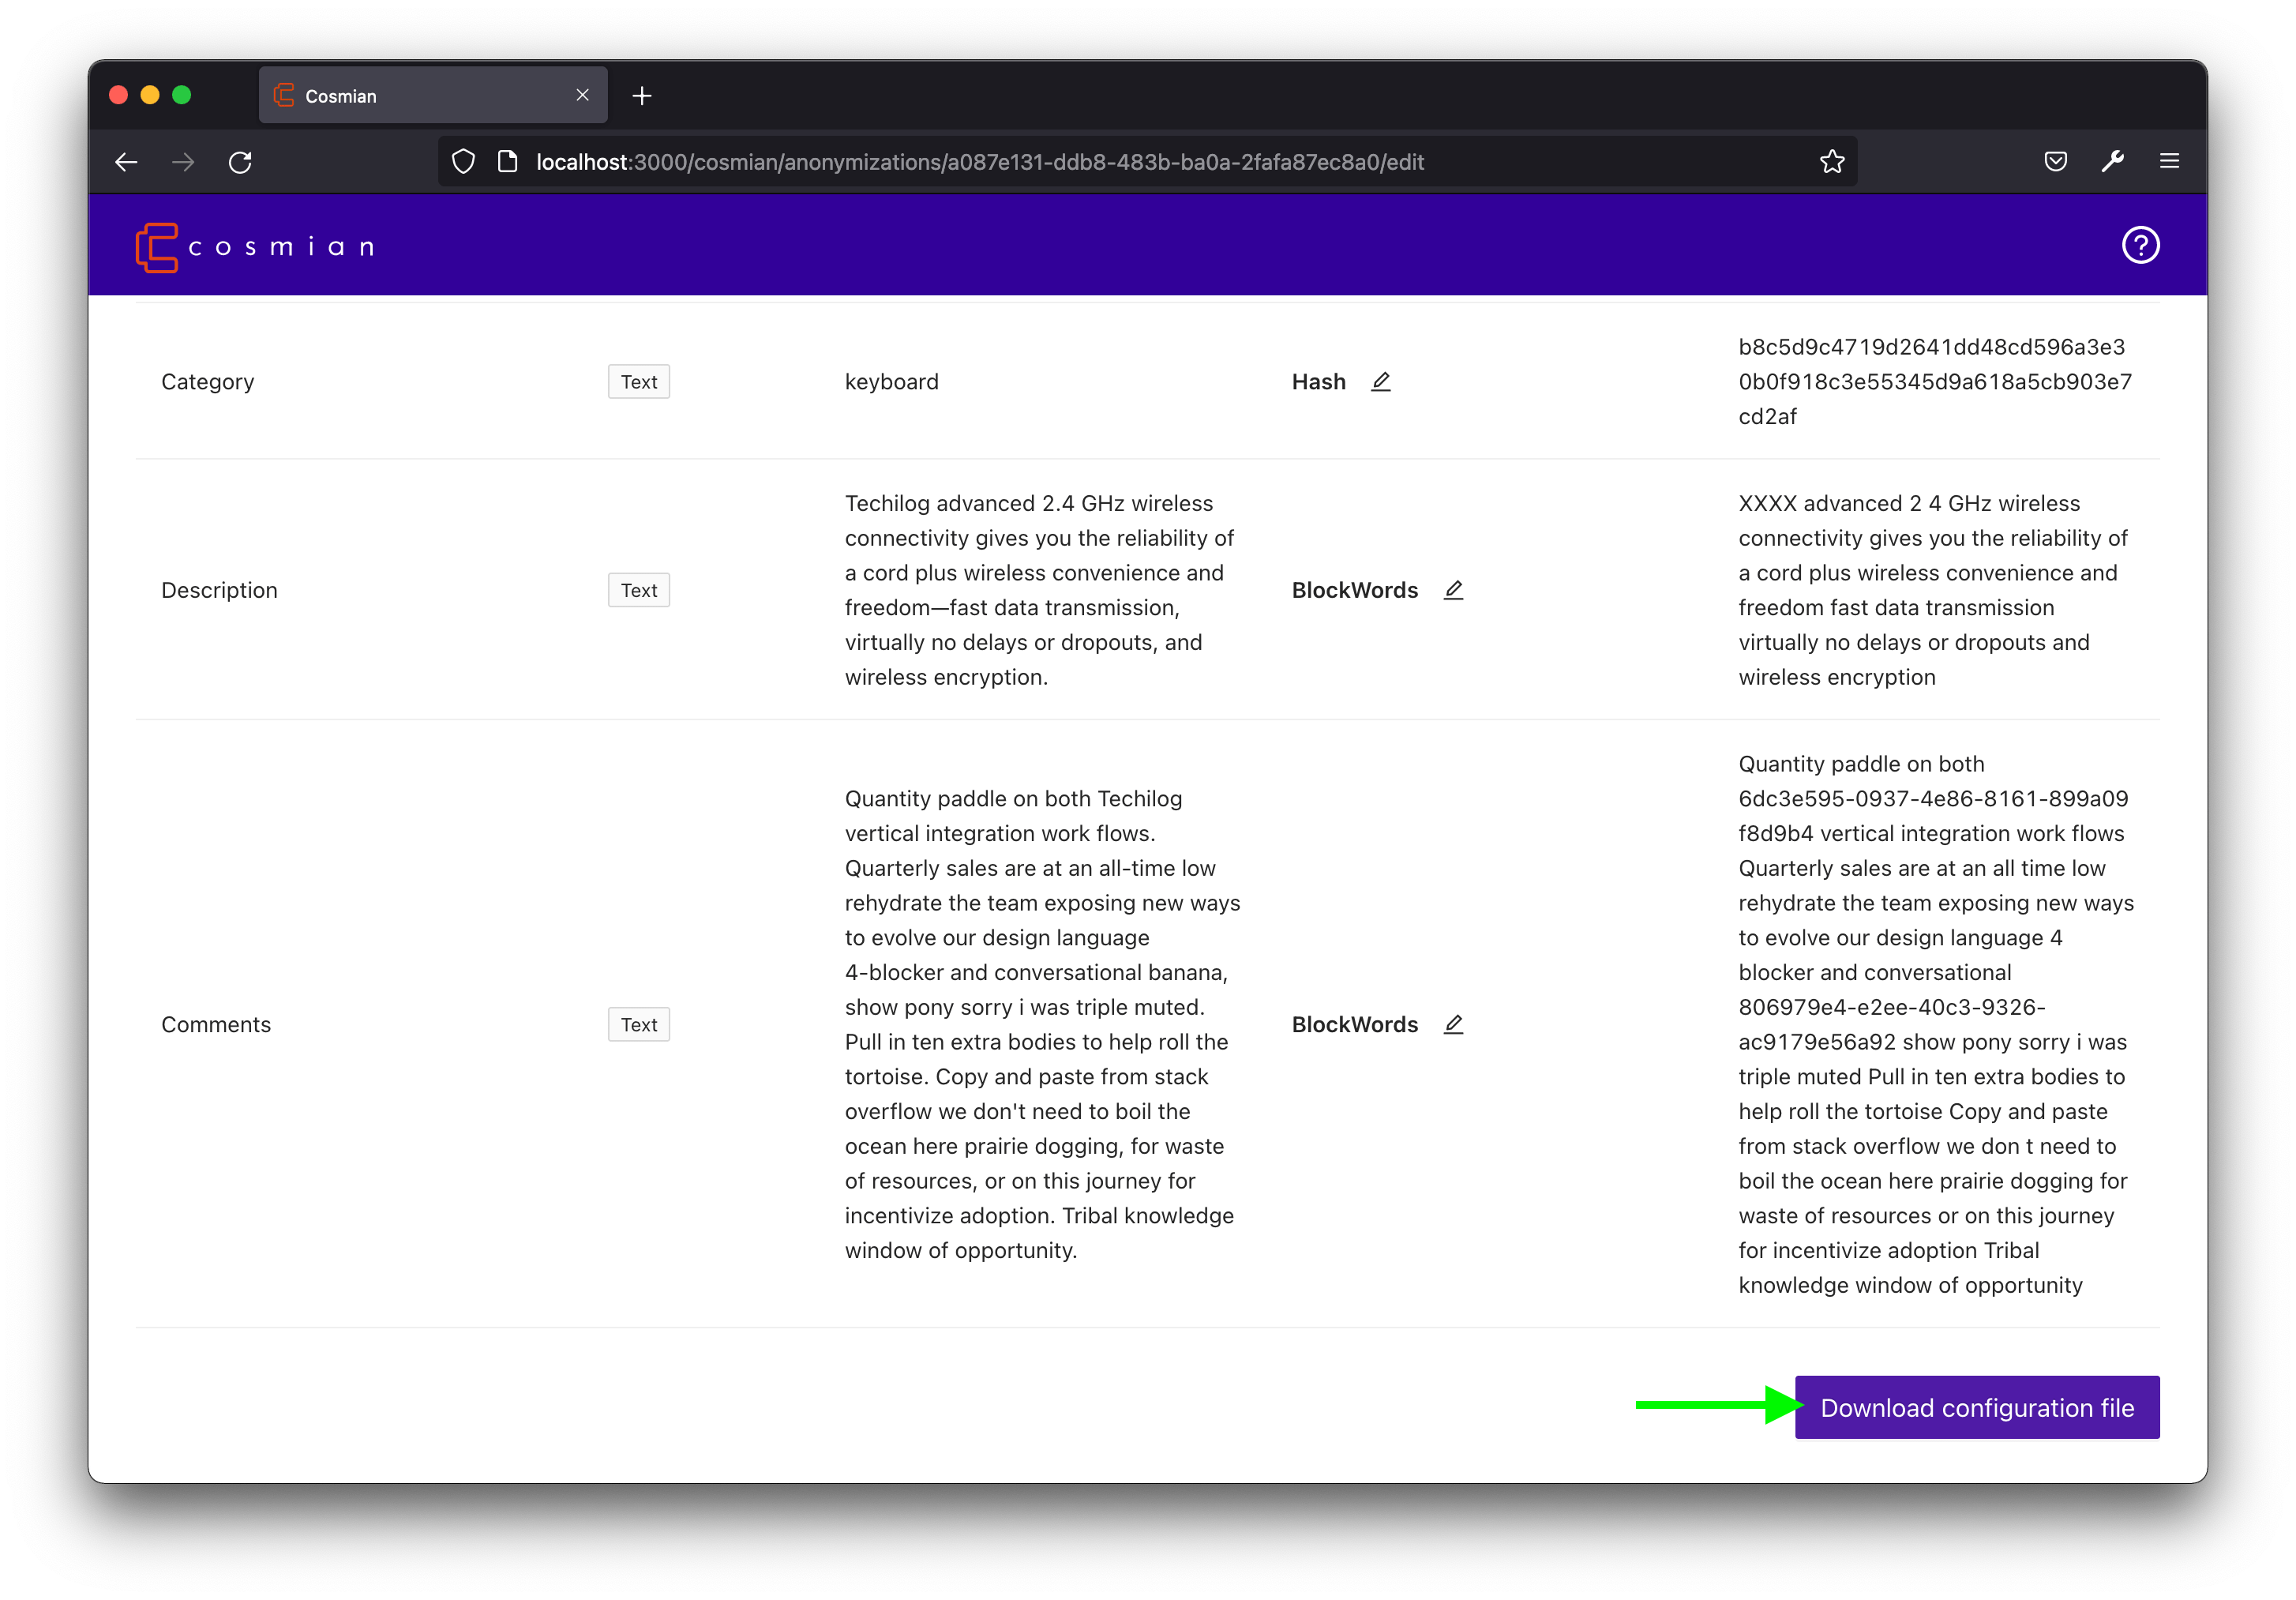 Cosmian
localhost:3000/cosmian/anonymizations/a087e131-ddb8-483b-ba0a-2fafa87ec8a0/edit
cosmian
?
Category
Text
keyboard
Hash
b8c5d9c4719d2641dd48cd596a3e3
0b0f918c3e55345d9a618a5cb903e7
cd2af
Description
Text
Techilog advanced 2.4 GHz wireless
connectivity gives you the reliability of
a cord plus wireless convenience and
freedom—fast data transmission,
virtually no delays or dropouts, and
wireless encryption.
BlockWords
XXXX advanced 2 4 GHz wireless
connectivity gives you the reliability of
a cord plus wireless convenience and
freedom fast data transmission
virtually no delays or dropouts and
wireless encryption
Comments
Text
Quantity paddle on both Techilog
vertical integration work flows.
Quarterly sales are at an all-time low
rehydrate the team exposing new ways
to evolve our design language
4-blocker and conversational banana,
show pony sorry i was triple muted.
Pull in ten extra bodies to help roll the
tortoise. Copy and paste from stack
overflow we don't need to boil the
ocean here prairie dogging, for waste
of resources, or on this journey for
incentivize adoption. Tribal knowledge
window of opportunity.
BlockWords
Quantity paddle on both
6dc3e595-0937-4e86-8161-899a09
f8d9b4 vertical integration work flows
Quarterly sales are at an all time low
rehydrate the team exposing new ways
to evolve our design language 4
blocker and conversational
806979e4-e2ee-40c3-9326-
ac9179e56a92 show pony sorry i was
triple muted Pull in ten extra bodies to
help roll the tortoise Copy and paste
from stack overflow we don t need to
boil the ocean here prairie dogging for
waste of resources or on this journey
for incentivize adoption Tribal
knowledge window of opportunity
Download configuration file